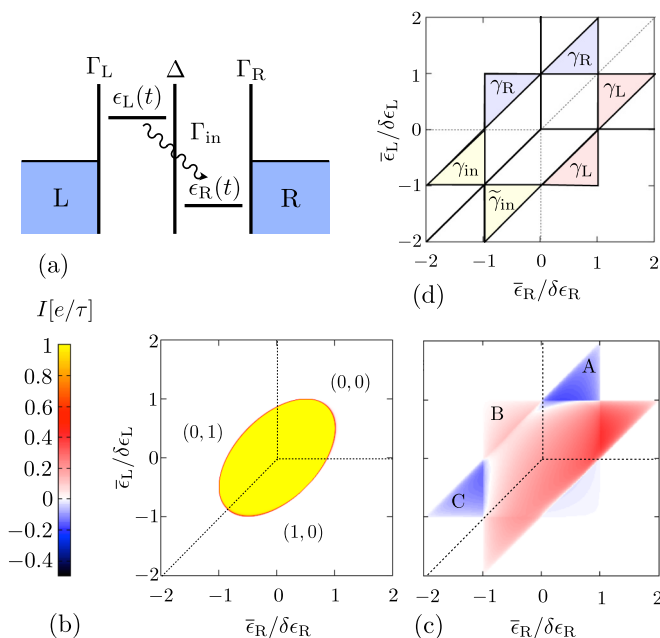 Γ_L Δ Γ_R
ϵ_L(t)
Γ_in
ϵ_R(t)
L
R
(a)
2
1
0
−1
−2
ϵ̄_L/δϵ_L
γ_R
γ_R
γ_L
γ_in
γ_L
γ̃_in
−2 −1 0 1 2
ϵ̄_R/δϵ_R
(d)
I[e/τ]
1
0.8
0.6
0.4
0.2
0
−0.2
−0.4
(b)
2
1
0
−1
−2
ϵ̄_L/δϵ_L
(0, 0)
(0, 1)
(1, 0)
−2 −1 0 1 2
ϵ̄_R/δϵ_R
A
B
C
−2 −1 0 1 2
ϵ̄_R/δϵ_R
(c)